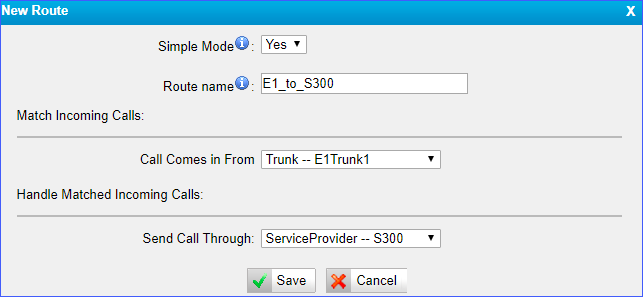 New Route X
Simple Mode i : Yes
Route name i : E1_to_S300
Match Incoming Calls:
Call Comes in From Trunk -- E1Trunk1
Handle Matched Incoming Calls:
Send Call Through: ServiceProvider -- S300
Save Cancel